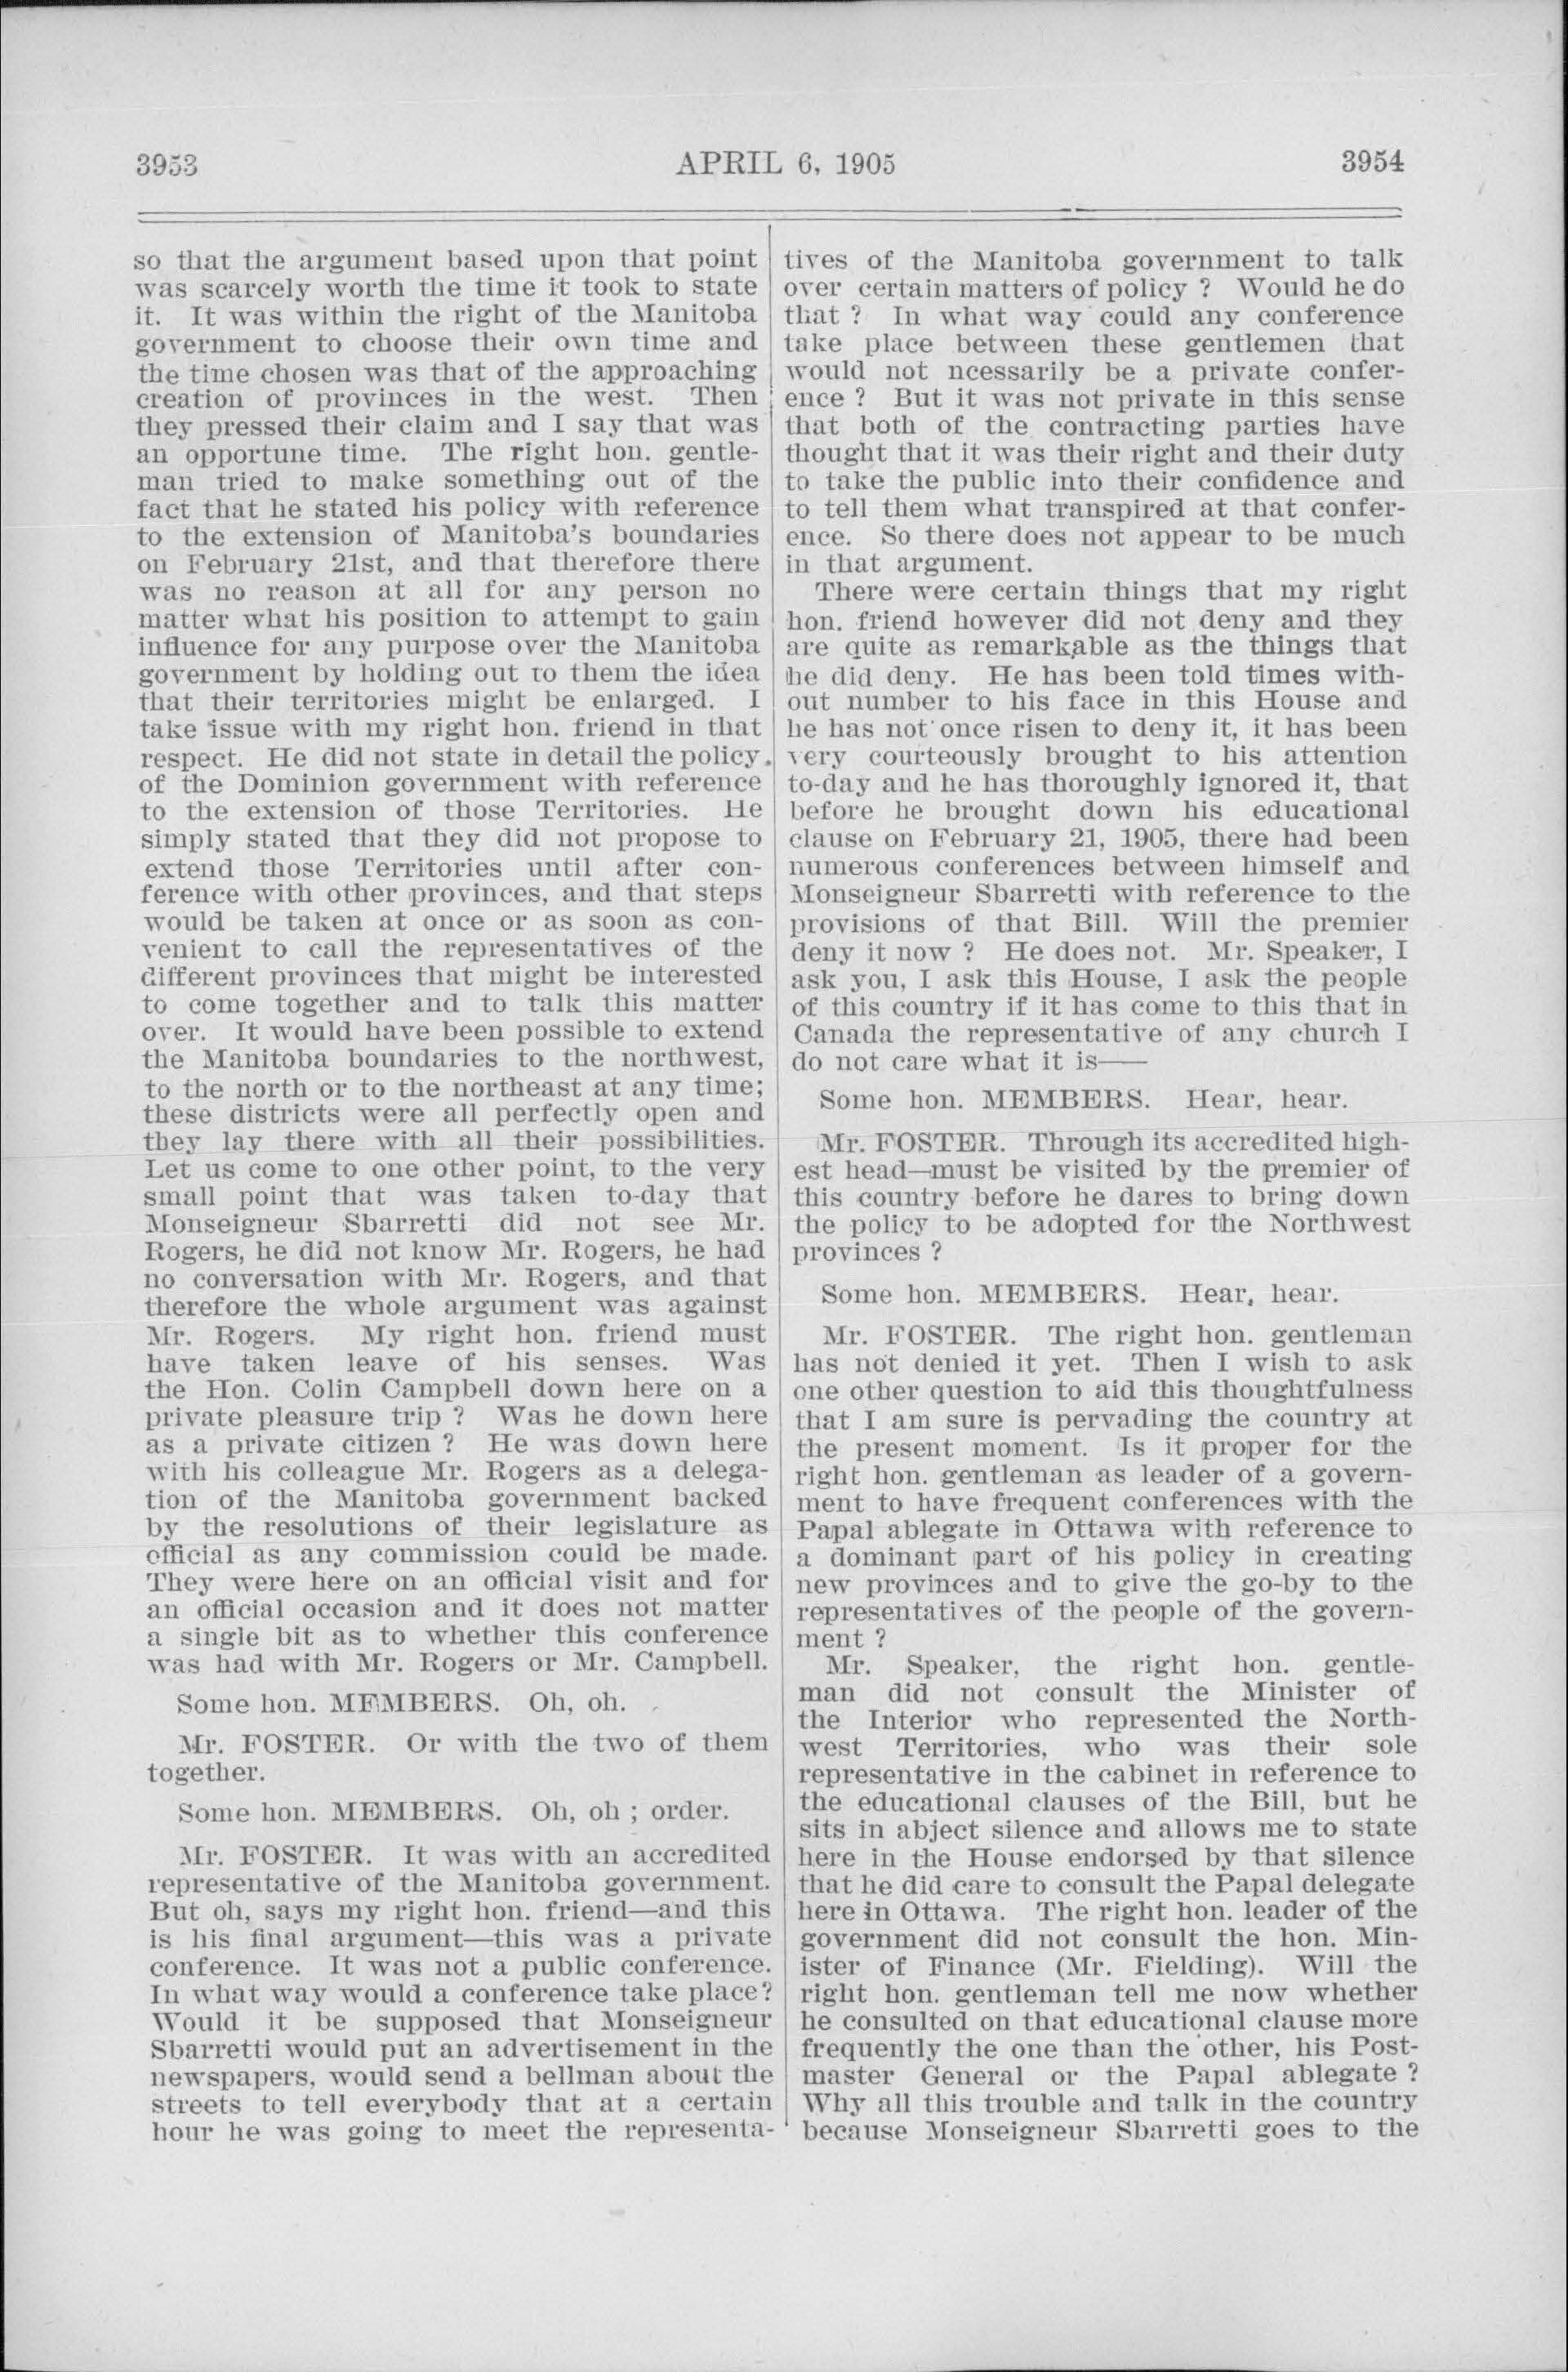 3953
APRIL 6, 1905
3954
so that the argument based upon that point
was scarcely worth the time it took to state
it. It was within the right of the Manitoba
government to choose their own time and
the time chosen was that of the approaching
creation of provinces in the west. Then
they pressed their claim and I say that was
an opportune time. The right hon. gentle-
man tried to make something out of the
fact that he stated his policy with reference
to the extension of Manitoba's boundaries
on February 21st, and that therefore there
was no reason at all for any person no
matter what his position to attempt to gain
influence for any purpose over the Manitoba
government by holding out to them the idea
that their territories might be enlarged. I
take issue with my right hon. friend in that
respect. He did not state in detail the policy.
of the Dominion government with reference
to the extension of those Territories. He
simply stated that they did not propose to
extend those Territories until after con-
ference with other provinces, and that steps
would be taken at once or as soon as con-
venient to call the representatives of the
different provinces that might be interested
to come together and to talk this matter
over. It would have been possible to extend
the Manitoba boundaries to the northwest,
to the north or to the northeast at any time;
these districts were all perfectly open and
they lay there with all their possibilities.
Let us come to one other point, to the very
small point that was taken to-day that
Monseigneur Sbarretti did not see Mr.
Rogers, he did not know Mr. Rogers, he had
no conversation with Mr. Rogers, and that
therefore the whole argument was against
Mr. Rogers. My right hon. friend must
have taken leave of his senses. Was
the Hon. Colin Campbell down here on a
private pleasure trip ? Was he down here
as a private citizen ? He was down here
with his colleague Mr. Rogers as a delega-
tion of the Manitoba government backed
by the resolutions of their legislature as
official as any commission could be made.
They were here on an official visit and for
an official occasion and it does not matter
a single bit as to whether this conference
was had with Mr. Rogers or Mr. Campbell.
Some hon. MEMBERS. Oh, oh.
Mr. FOSTER. Or with the two of them
together.
Some hon. MEMBERS. Oh, oh ; order.
Mr. FOSTER. It was with an accredited
representative of the Manitoba government.
But oh, says my right hon. friend—and this
is his final argument—this was a private
conference. It was not a public conference.
In what way would a conference take place?
Would it be supposed that Monseigneur
Sbarretti would put an advertisement in the
newspapers, would send a bellman about the
streets to tell everybody that at a certain
hour he was going to meet the representa-
tives of the Manitoba government to talk
over certain matters of policy ? Would he do
that ? In what way could any conference
take place between these gentlemen that
would not ncessarily be a private confer-
ence ? But it was not private in this sense
that both of the contracting parties have
thought that it was their right and their duty
to take the public into their confidence and
to tell them what transpired at that confer-
ence. So there does not appear to be much
in that argument.
There were certain things that my right
hon. friend however did not deny and they
are quite as remarkable as the things that
he did deny. He has been told times with-
out number to his face in this House and
he has not once risen to deny it, it has been
very courteously brought to his attention
to-day and he has thoroughly ignored it, that
before he brought down his educational
clause on February 21, 1905, there had been
numerous conferences between himself and
Monseigneur Sbarretti with reference to the
provisions of that Bill. Will the premier
deny it now ? He does not. Mr. Speaker, I
ask you, I ask this House, I ask the people
of this country if it has come to this that in
Canada the representative of any church I
do not care what it is——
Some hon. MEMBERS. Hear, hear.
Mr. FOSTER. Through its accredited high-
est head—must be visited by the premier of
this country before he dares to bring down
the policy to be adopted for the Northwest
provinces ?
Some hon. MEMBERS. Hear, hear.
Mr. FOSTER. The right hon. gentleman
has not denied it yet. Then I wish to ask
one other question to aid this thoughtfulness
that I am sure is pervading the country at
the present moment. Is it proper for the
right hon. gentleman as leader of a govern-
ment to have frequent conferences with the
Papal ablegate in Ottawa with reference to
a dominant part of his policy in creating
new provinces and to give the go-by to the
representatives of the people of the govern-
ment ?
Mr. Speaker, the right hon. gentle-
man did not consult the Minister of
the Interior who represented the North-
west Territories, who was their sole
representative in the cabinet in reference to
the educational clauses of the Bill, but he
sits in abject silence and allows me to state
here in the House endorsed by that silence
that he did care to consult the Papal delegate
here in Ottawa. The right hon. leader of the
government did not consult the hon. Min-
ister of Finance (Mr. Fielding). Will the
right hon. gentleman tell me now whether
he consulted on that educational clause more
frequently the one than the other, his Post-
master General or the Papal ablegate ?
Why all this trouble and talk in the country
because Monseigneur Sbarretti goes to the